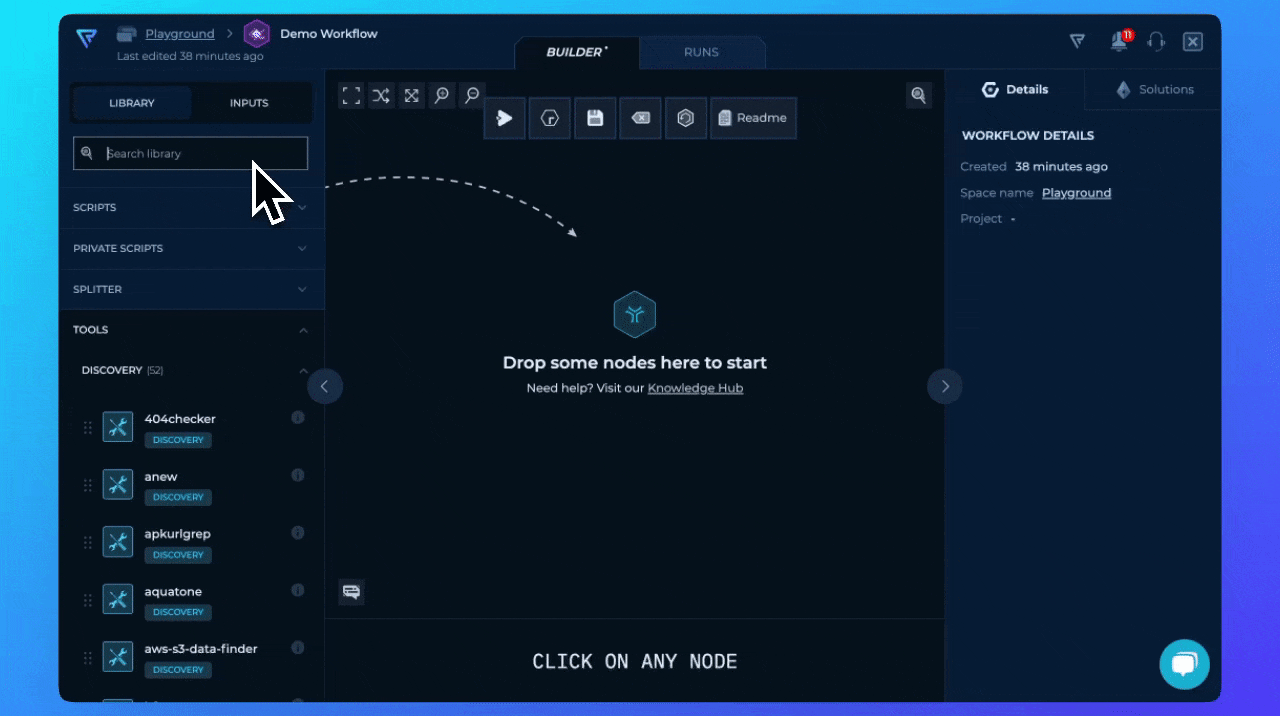 Playground > Demo Workflow
Last edited 38 minutes ago
BUILDER*
RUNS
11
LIBRARY
INPUTS
Search library
SCRIPTS
PRIVATE SCRIPTS
SPLITTER
TOOLS
DISCOVERY (52)
404checker
DISCOVERY
anew
DISCOVERY
apkurlgrep
DISCOVERY
aquatone
DISCOVERY
aws-s3-data-finder
DISCOVERY
Readme
Drop some nodes here to start
Need help? Visit our Knowledge Hub
CLICK ON ANY NODE
Details
Solutions
WORKFLOW DETAILS
Created 38 minutes ago
Space name Playground
Project -